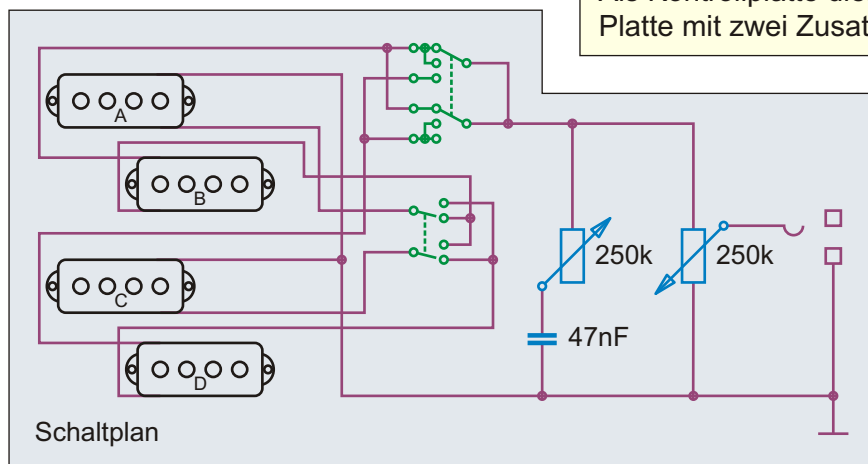 Platte mit zwei Zusat
A
B
C
D
250k
250k
47nF
Schaltplan